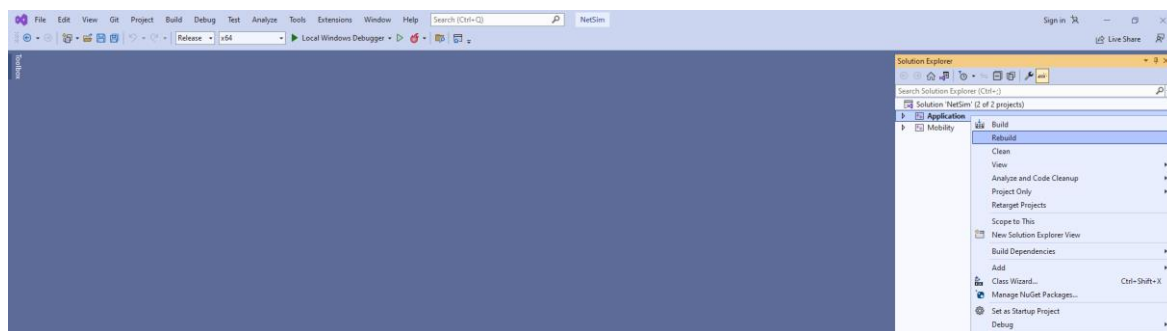 File Edit View Git Project Build Debug Test Analyze Tools Extensions Window Help Search (Ctrl+Q) NetSim Sign in
Release x64 Local Windows Debugger Live Share
Toolbox
Solution Explorer
Search Solution Explorer (Ctrl+;)
Solution 'NetSim' (2 of 2 projects)
Application
Mobility
Build
Rebuild
Clean
View
Analyze and Code Cleanup
Project Only
Retarget Projects
Scope to This
New Solution Explorer View
Build Dependencies
Add
Class Wizard... Ctrl+Shift+X
Manage NuGet Packages...
Set as Startup Project
Debug